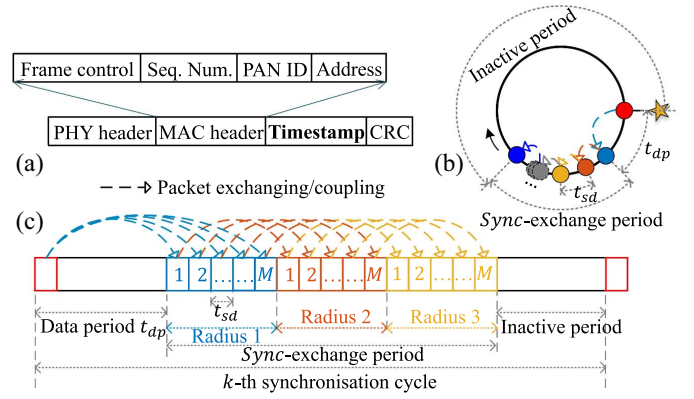 Frame control Seq. Num. PAN ID Address
PHY header MAC header Timestamp CRC
(a)
Packet exchanging/coupling
Inactive period
(b)
t_dp
...
t_sd
Sync-exchange period
(c)
1 2 ... ... M 1 2 ... ... M 1 2 ... ... M
t_sd
Data period t_dp
Radius 1
Radius 2
Radius 3
Inactive period
Sync-exchange period
k-th synchronisation cycle